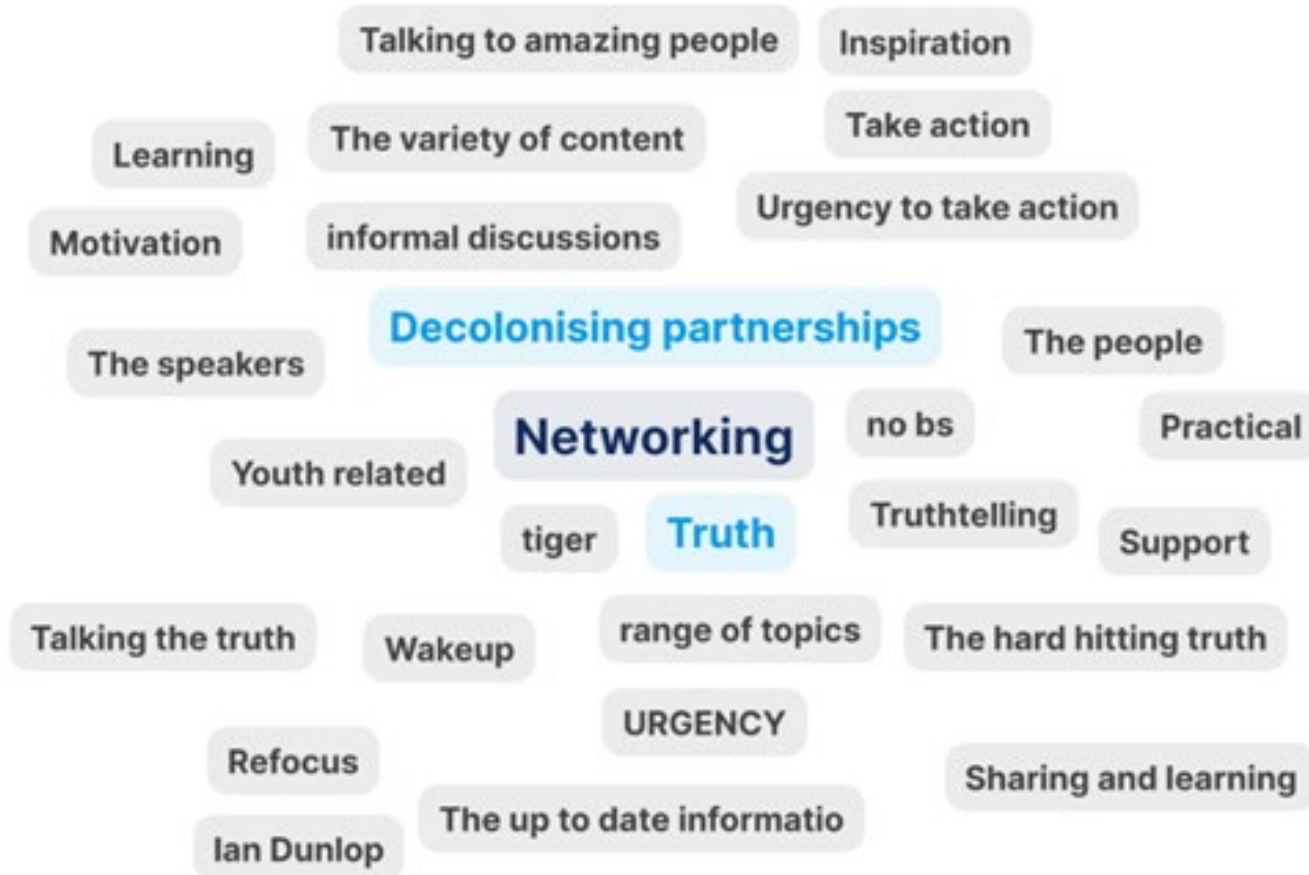 Talking to amazing people
Inspiration
Learning
The variety of content
Take action
Motivation
informal discussions
Urgency to take action
Decolonising partnerships
The speakers
The people
Networking
no bs
Practical
Youth related
tiger
Truth
Truthtelling
Support
Talking the truth
Wakeup
range of topics
The hard hitting truth
URGENCY
Refocus
Sharing and learning
Ian Dunlop
The up to date informatio